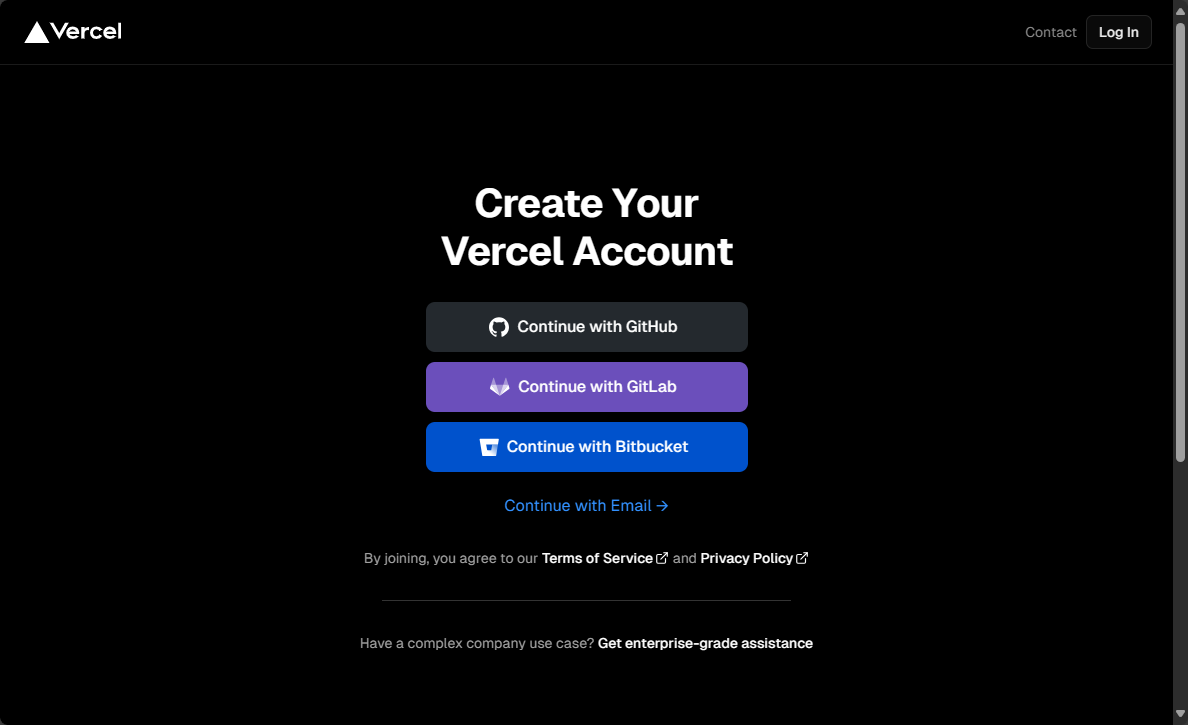 Vercel
Contact
Log In
Create Your
Vercel Account
Continue with GitHub
Continue with GitLab
Continue with Bitbucket
Continue with Email →
By joining, you agree to our Terms of Service and Privacy Policy
Have a complex company use case? Get enterprise-grade assistance